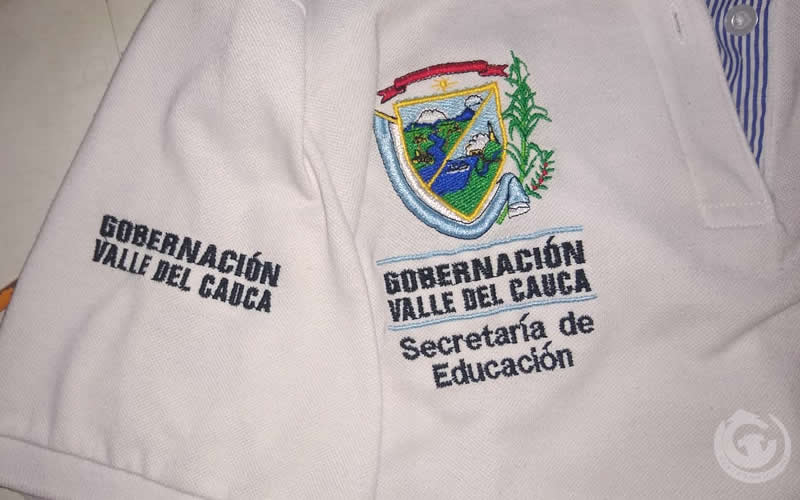 GOBERNACIÓN
VALLE DEL CAUCA
GOBERNACIÓN
VALLE DEL CAUCA
Secretaría de
Educación